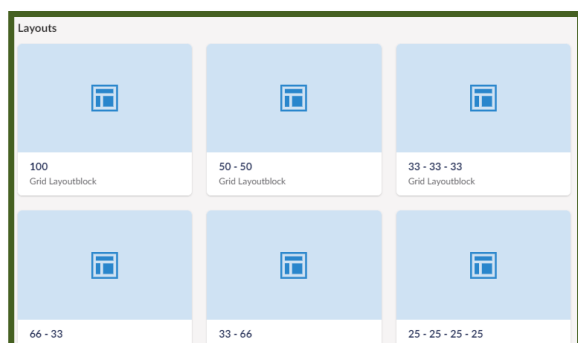 Layouts
100
Grid Layoutblock
50 - 50
Grid Layoutblock
33 - 33 - 33
Grid Layoutblock
66 - 33
33 - 66
25 - 25 - 25 - 25